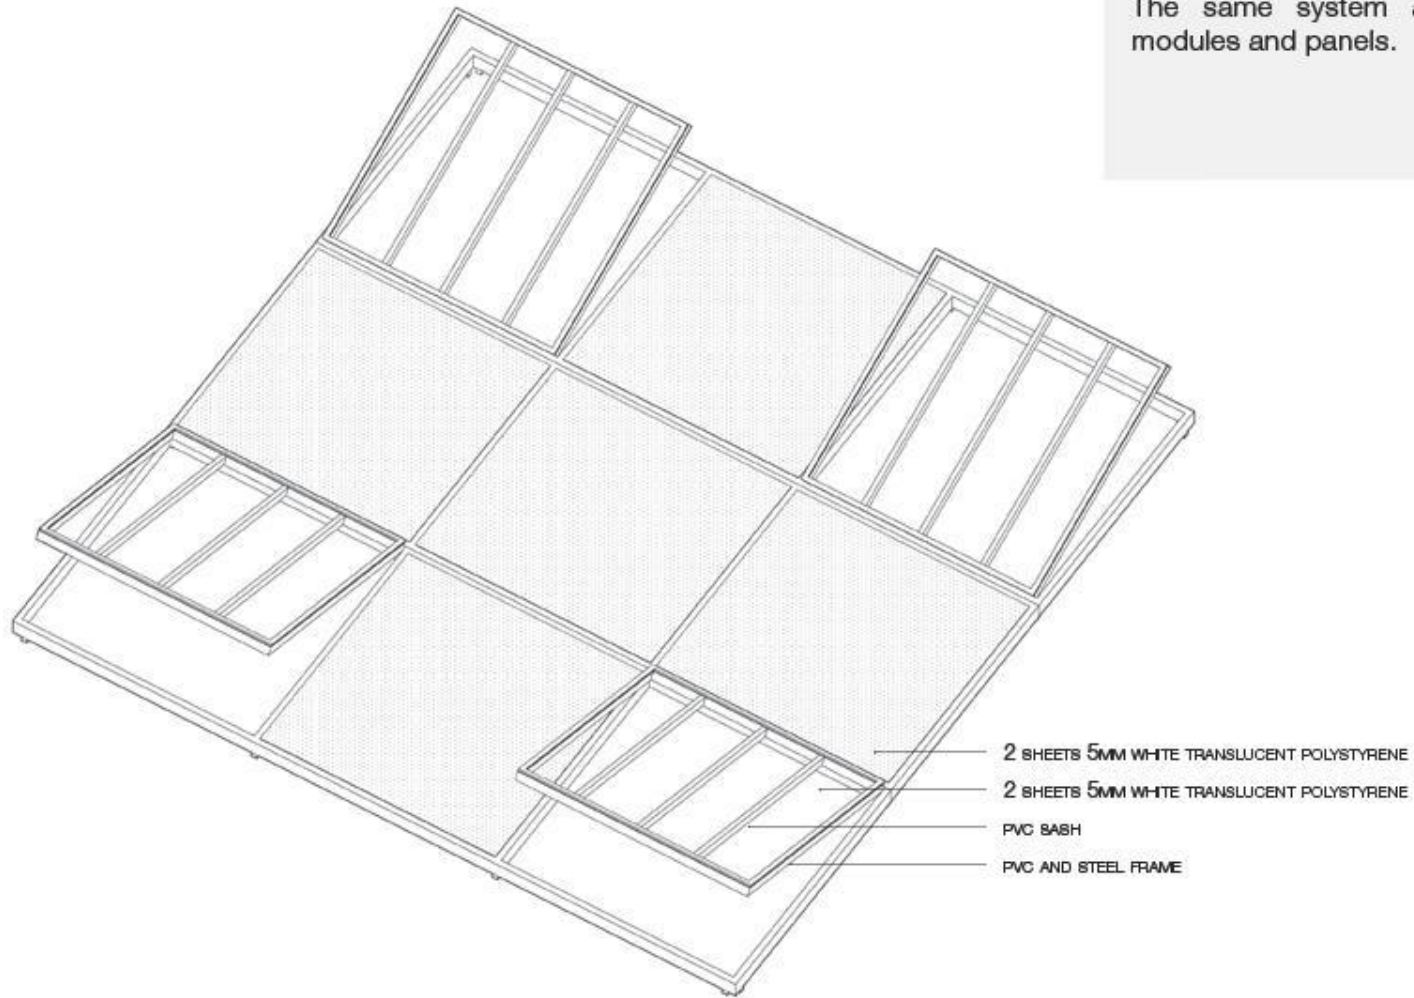 The same system
modules and panels.
2 SHEETS 5MM WHITE TRANSLUCENT POLYSTYRENE
2 SHEETS 5MM WHITE TRANSLUCENT POLYSTYRENE
PVC SASH
PVC AND STEEL FRAME